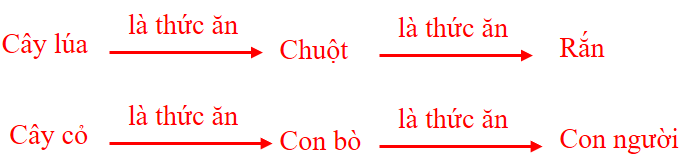 Cây lúa là thức ăn Chuột là thức ăn Rắn
Cây cỏ là thức ăn Con bò là thức ăn Con người